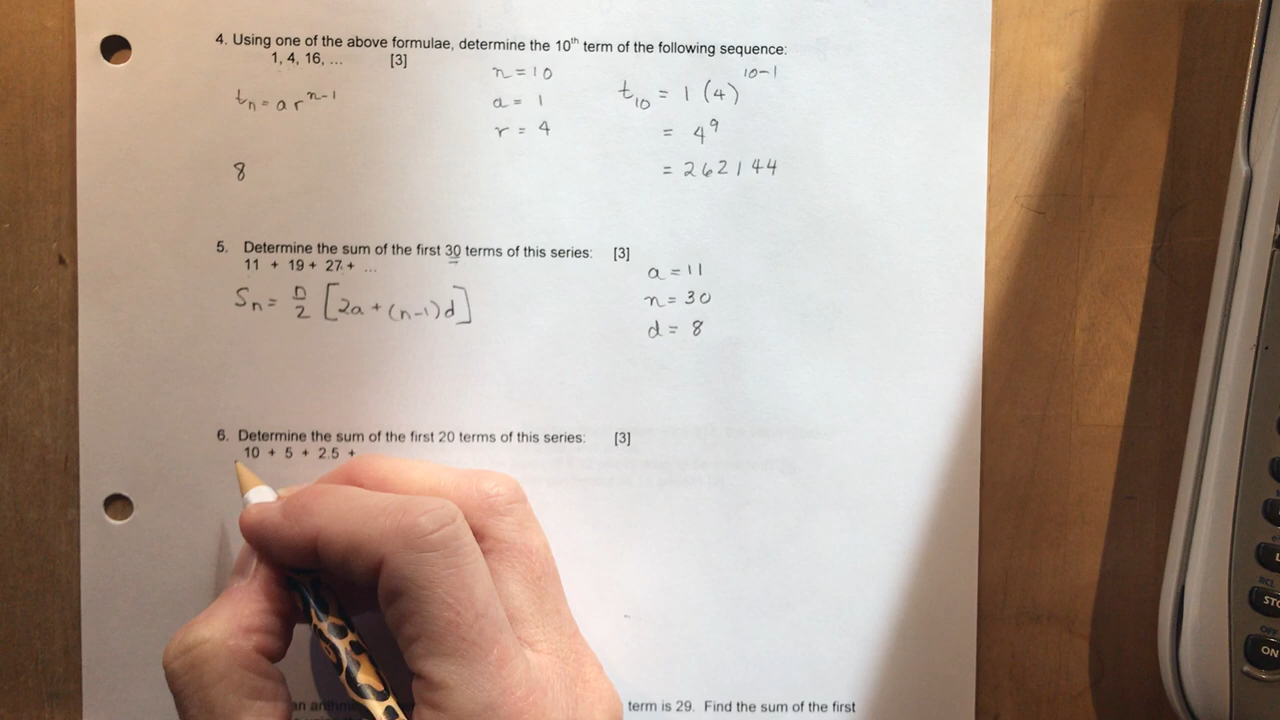 4. Using one of the above formulae, determine the 10th term of the following sequence:
1, 4, 16, ... [3]
tn = ar^n-1
n = 10
a = 1
r = 4
t10 = 1 (4)^10-1
= 4^9
= 262144
8
5. Determine the sum of the first 30 terms of this series: [3]
11 + 19 + 27 + ...
Sn = n/2 [2a + (n-1)d]
a = 11
n = 30
d = 8
6. Determine the sum of the first 20 terms of this series: [3]
10 + 5 + 2.5 +
an term is 29. Find the sum of the first
STO
ON